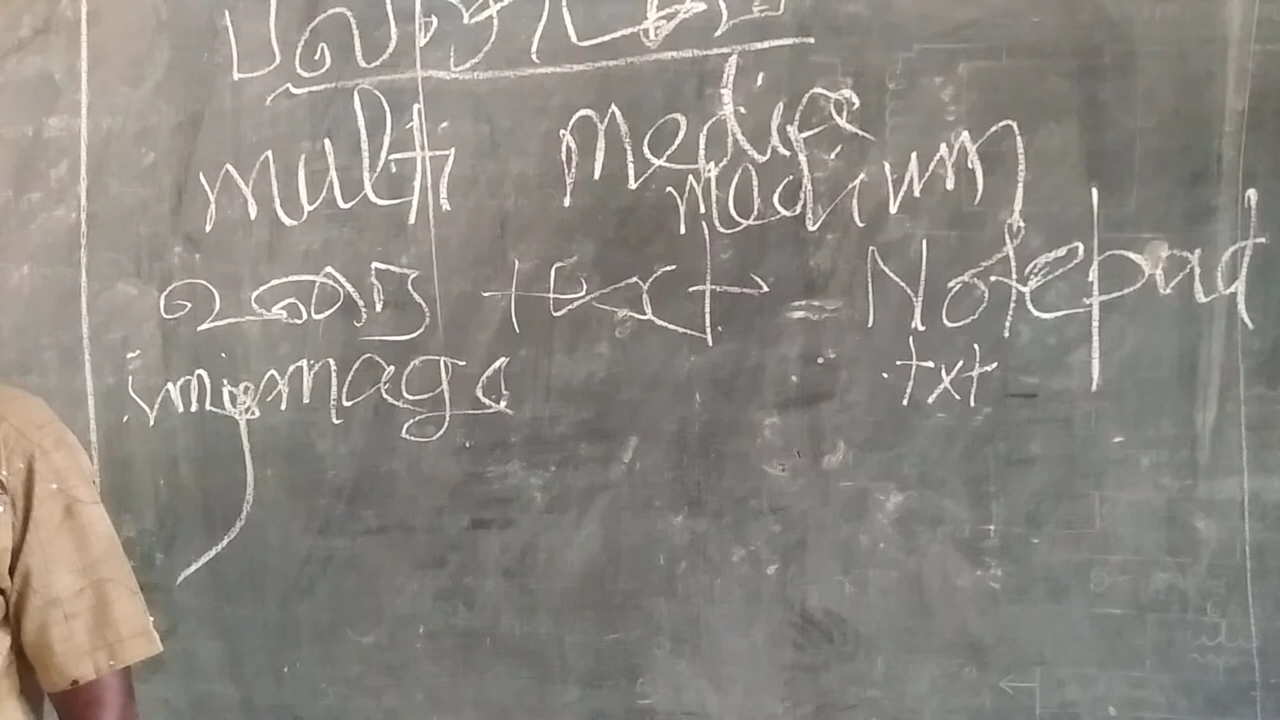 multi media
medium
உரை text = Notepad
.txt
image